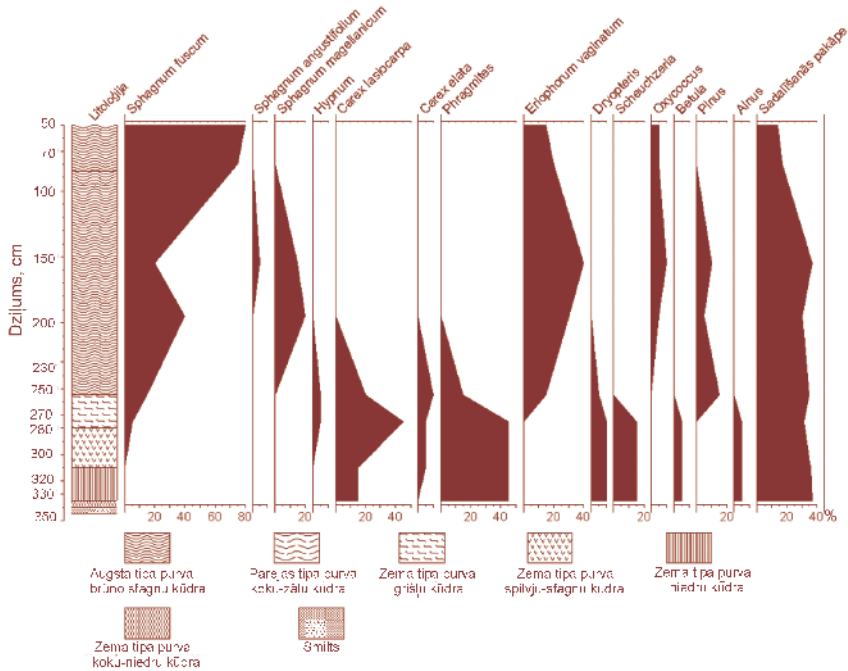 Litoloģija
Sphagnum fuscum
Sphagnum angustifolium
Sphagnum magellanicum
Hypnum
Carex lasiocarpa
Carex elata
Phragmites
Eriophorum vaginatum
Dryopteris
Scheuchzeria
Oxycoccus
Betula
Pinus
Alnus
Sadalīšanās pakāpe
Dziļums, cm
50
70
100
150
200
230
250
270
280
300
320
330
350
20 40 60 80
20
20 40
20 40
20 40
20
20
20 40 %
Augsta tipa purva
brūno sfagnu kūdra
Pārejas tipa purva
koku-zāļu kūdra
Zema tipa purva
grīšļu kūdra
Zema tipa purva
spilvju-sfagnu kūdra
Zema tipa purva
niedru kūdra
Zema tipa purva
koku-niedru kūdra
Smilts